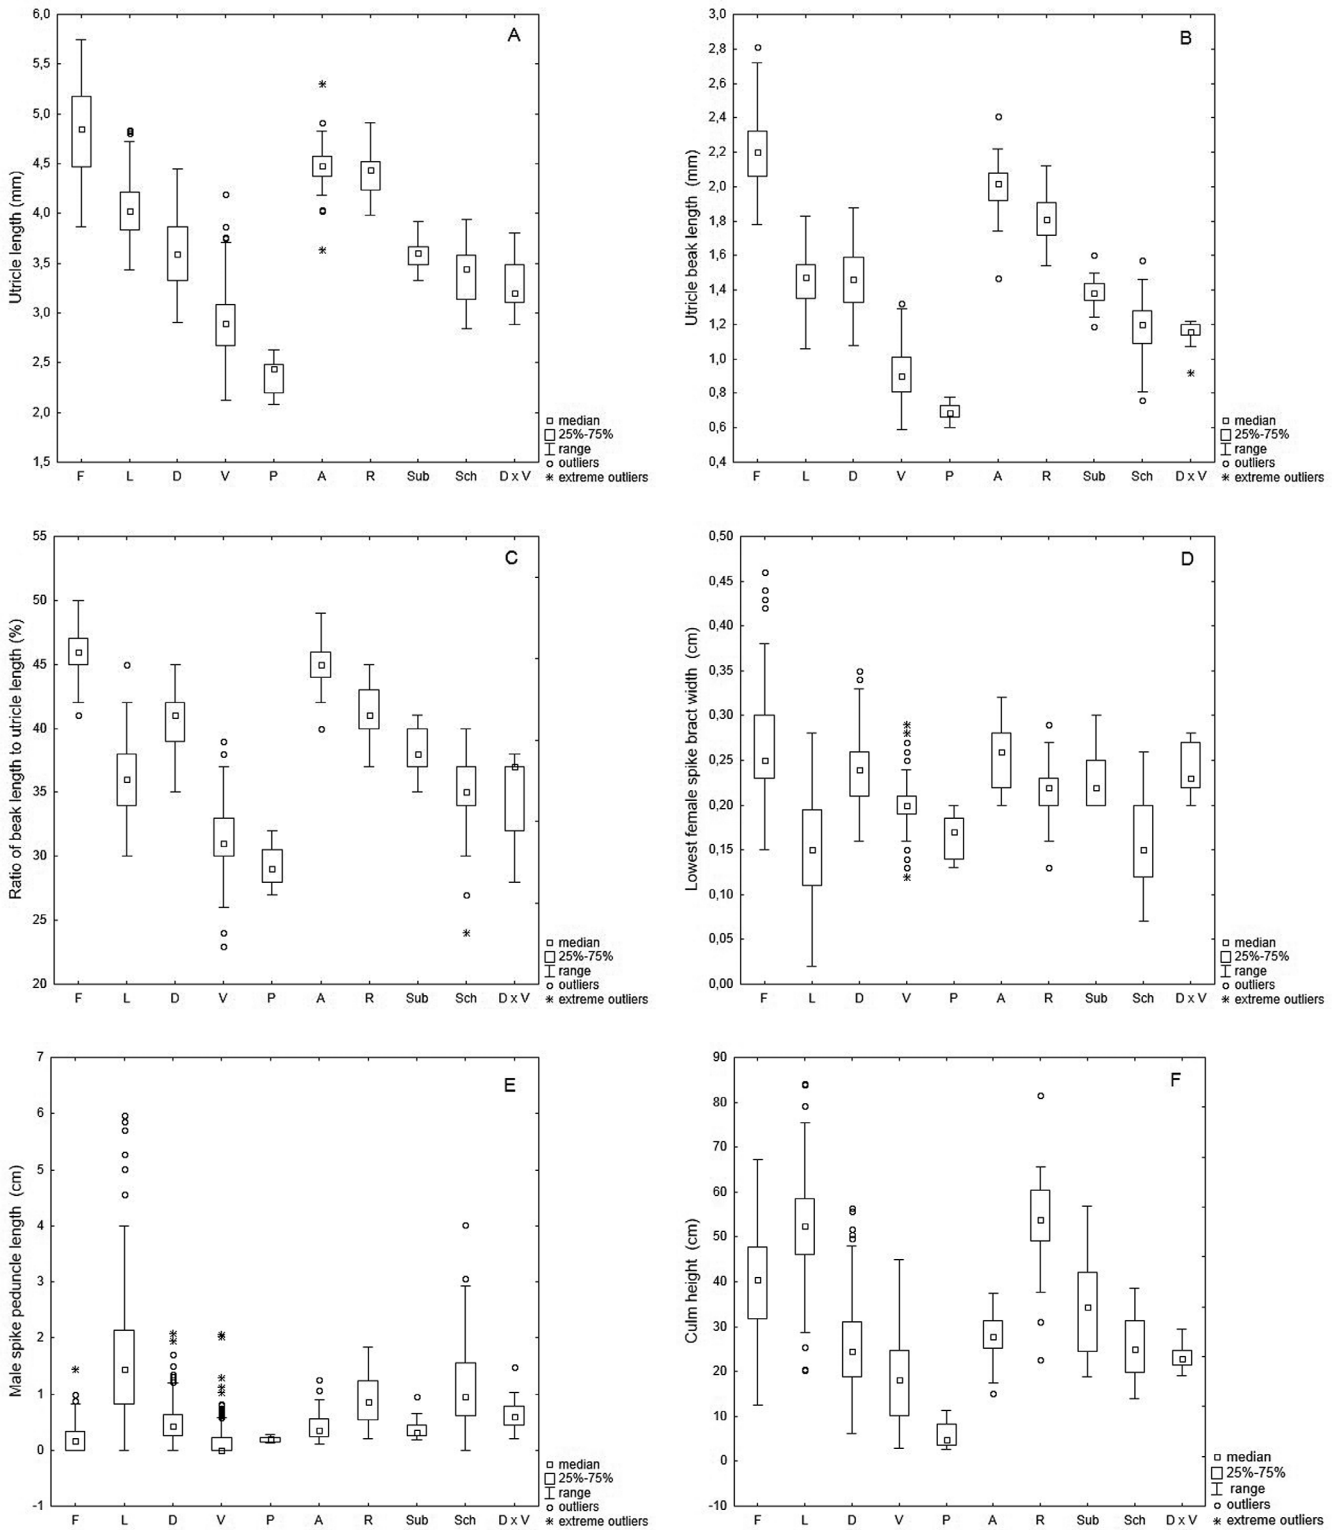 A
Utricle length (mm)
6,0
5,5
5,0
4,5
4,0
3,5
3,0
2,5
2,0
1,5
F L D V P A R Sub Sch D x V
median
25%-75%
range
outliers
extreme outliers
B
Utricle beak length (mm)
3,0
2,8
2,6
2,4
2,2
2,0
1,8
1,6
1,4
1,2
1,0
0,8
0,6
0,4
F L D V P A R Sub Sch D x V
median
25%-75%
range
outliers
extreme outliers
C
Ratio of beak length to utricle length (%)
55
50
45
40
35
30
25
20
F L D V P A R Sub Sch D x V
median
25%-75%
range
outliers
extreme outliers
D
Lowest female spike bract width (cm)
0,50
0,45
0,40
0,35
0,30
0,25
0,20
0,15
0,10
0,05
0,00
F L D V P A R Sub Sch D x V
median
25%-75%
range
outliers
extreme outliers
E
Male spike peduncle length (cm)
7
6
5
4
3
2
1
0
-1
F L D V P A R Sub Sch D x V
median
25%-75%
range
outliers
extreme outliers
F
Culm height (cm)
90
80
70
60
50
40
30
20
10
0
-10
F L D V P A R Sub Sch D x V
median
25%-75%
range
outliers
extreme outliers